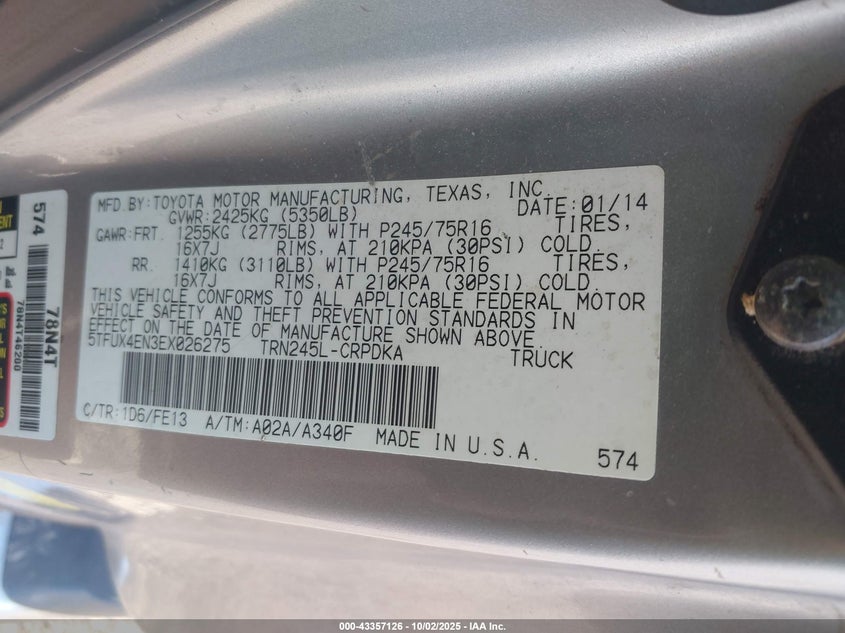 MFD.BY:TOYOTA MOTOR MANUFACTURING, TEXAS, INC.
GVWR:2425KG (5350LB) DATE:01/14
GAWR:FRT. 1255KG (2775LB) WITH P245/75R16 TIRES,
16X7J RIMS, AT 210KPA (30PSI) COLD.
RR. 1410KG (3110LB) WITH P245/75R16 TIRES,
16X7J RIMS, AT 210KPA (30PSI) COLD.
THIS VEHICLE CONFORMS TO ALL APPLICABLE FEDERAL MOTOR
VEHICLE SAFETY AND THEFT PREVENTION STANDARDS IN
EFFECT ON THE DATE OF MANUFACTURE SHOWN ABOVE.
5TFUX4EN3EX026275 TRN245L-CRPDKA TRUCK
C/TR:1D6/FE13 A/TM:A02A/A340F MADE IN U.S.A.
574
574
78N4T
78N4T46200
000-43357126 - 10/02/2025 - IAA Inc.